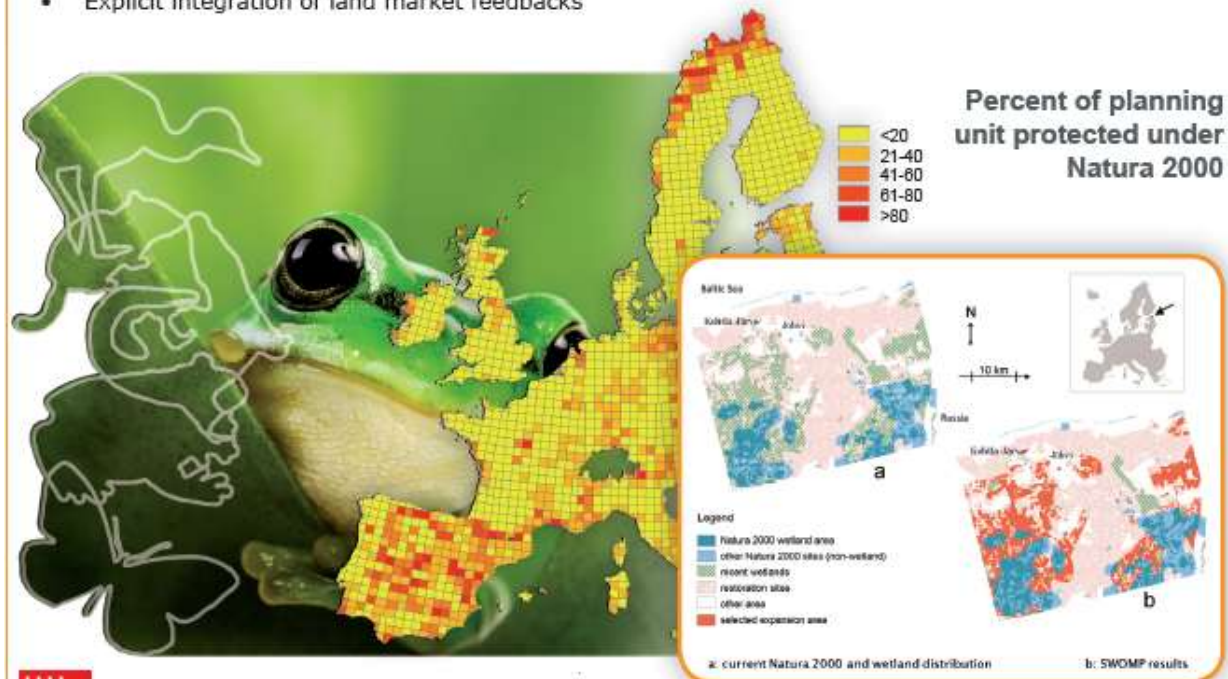 • Explicit integration of land market feedbacks
Percent of planning
unit protected under
Natura 2000
<20
21-40
41-60
61-80
>80
Baltic Sea
N
10 km
Russia
a
b
Legend
Natura 2000 wetland area
other Natura 2000 sites (non-wetland)
recent wetlands
restoration sites
other area
selected expansion area
a: current Natura 2000 and wetland distribution
b: SWOMP results